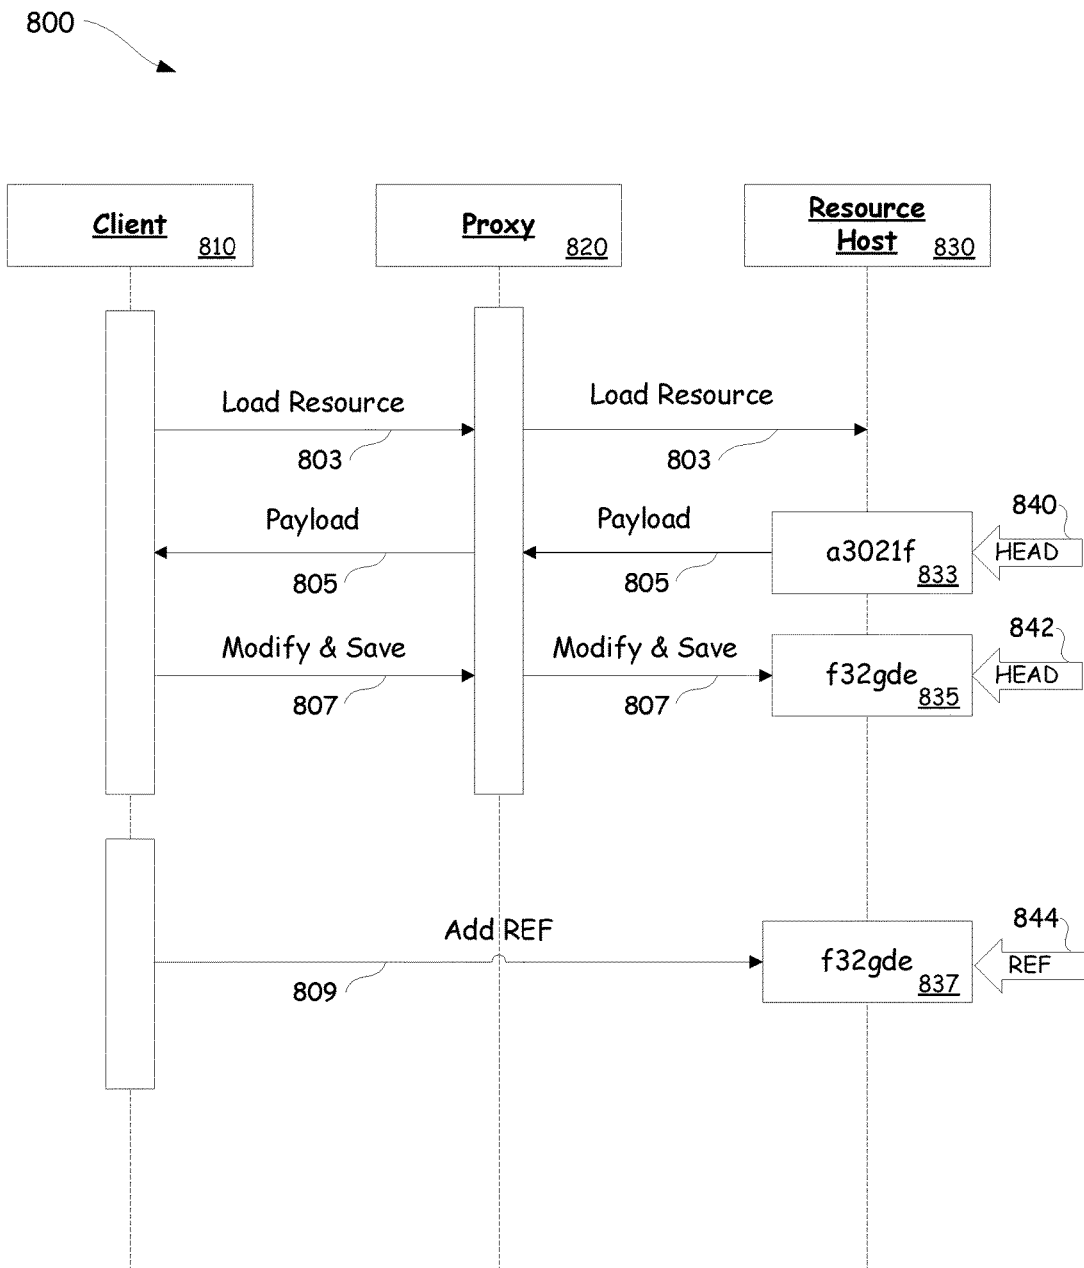 800
Client
810
Proxy
820
Resource
Host
830
Load Resource
803
Load Resource
803
Payload
805
Payload
805
a3021f
833
840
HEAD
Modify & Save
807
Modify & Save
807
f32gde
835
842
HEAD
Add REF
809
f32gde
837
844
REF